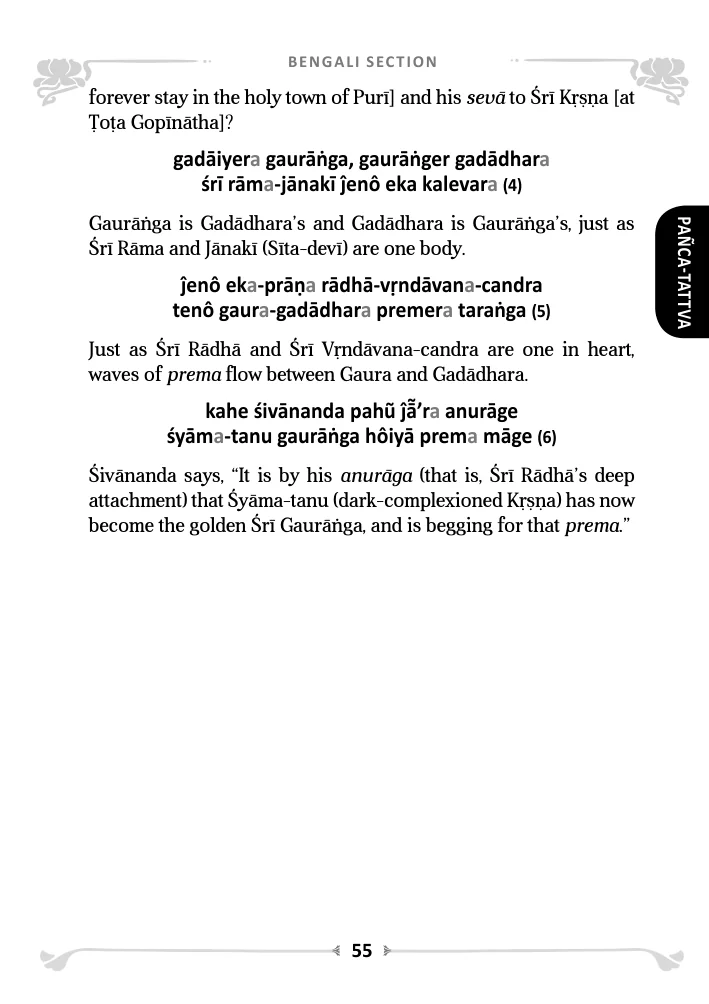 BENGALI SECTION
forever stay in the holy town of Purī] and his sevā to Śrī Kṛṣṇa [at
Ṭoṭa Gopīnātha]?
gadāiyera gaurāṅga, gaurāṅger gadādhara
śrī rāma-jānakī ĵenô eka kalevara (4)
Gaurāṅga is Gadādhara’s and Gadādhara is Gaurāṅga’s, just as
Śrī Rāma and Jānakī (Sīta-devī) are one body.
ĵenô eka-prāṇa rādhā-vṛndāvana-candra
tenô gaura-gadādhara premera taraṅga (5)
Just as Śrī Rādhā and Śrī Vṛndāvana-candra are one in heart,
waves of prema flow between Gaura and Gadādhara.
kahe śivānanda pahũ ĵā̃’ra anurāge
śyāma-tanu gaurāṅga hôiyā prema māge (6)
Śivānanda says, “It is by his anurāga (that is, Śrī Rādhā’s deep
attachment) that Śyāma-tanu (dark-complexioned Kṛṣṇa) has now
become the golden Śrī Gaurāṅga, and is begging for that prema.”
PAÑCA-TATTVA
55